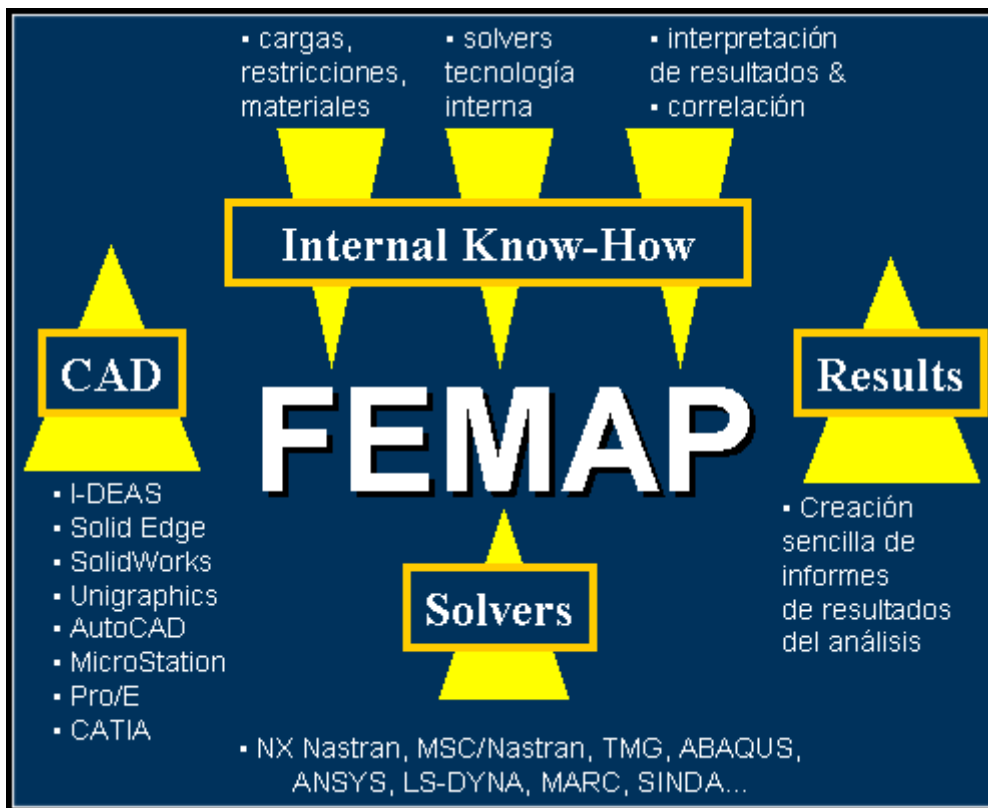 ▪ cargas,
restricciones,
materiales
▪ solvers
tecnología
interna
▪ interpretación
de resultados &
▪ correlación
Internal Know-How
CAD
FEMAP
Results
▪ I-DEAS
▪ Solid Edge
▪ SolidWorks
▪ Unigraphics
▪ AutoCAD
▪ MicroStation
▪ Pro/E
▪ CATIA
Solvers
▪ Creación
sencilla de
informes
de resultados
del análisis
▪ NX Nastran, MSC/Nastran, TMG, ABAQUS,
ANSYS, LS-DYNA, MARC, SINDA...